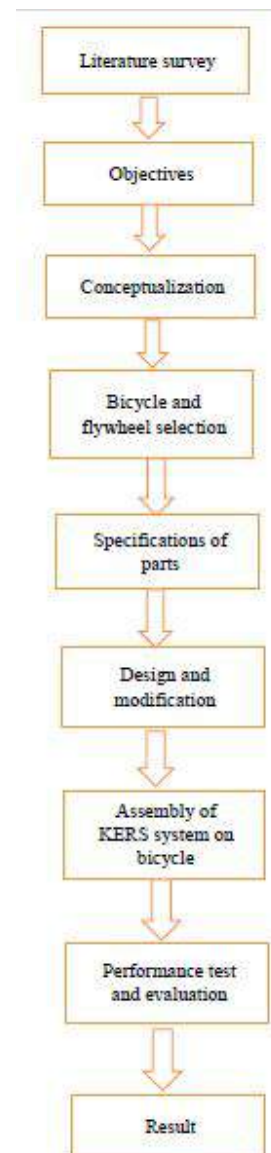 Literature survey
Objectives
Conceptualization
Bicycle and
flywheel selection
Specifications of
parts
Design and
modification
Assembly of
KERS system on
bicycle
Performance test
and evaluation
Result